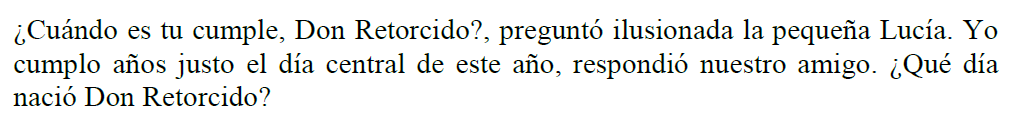 ¿Cuándo es tu cumple, Don Retorcido?, preguntó ilusionada la pequeña Lucía. Yo
cumplo años justo el día central de este año, respondió nuestro amigo. ¿Qué día
nació Don Retorcido?